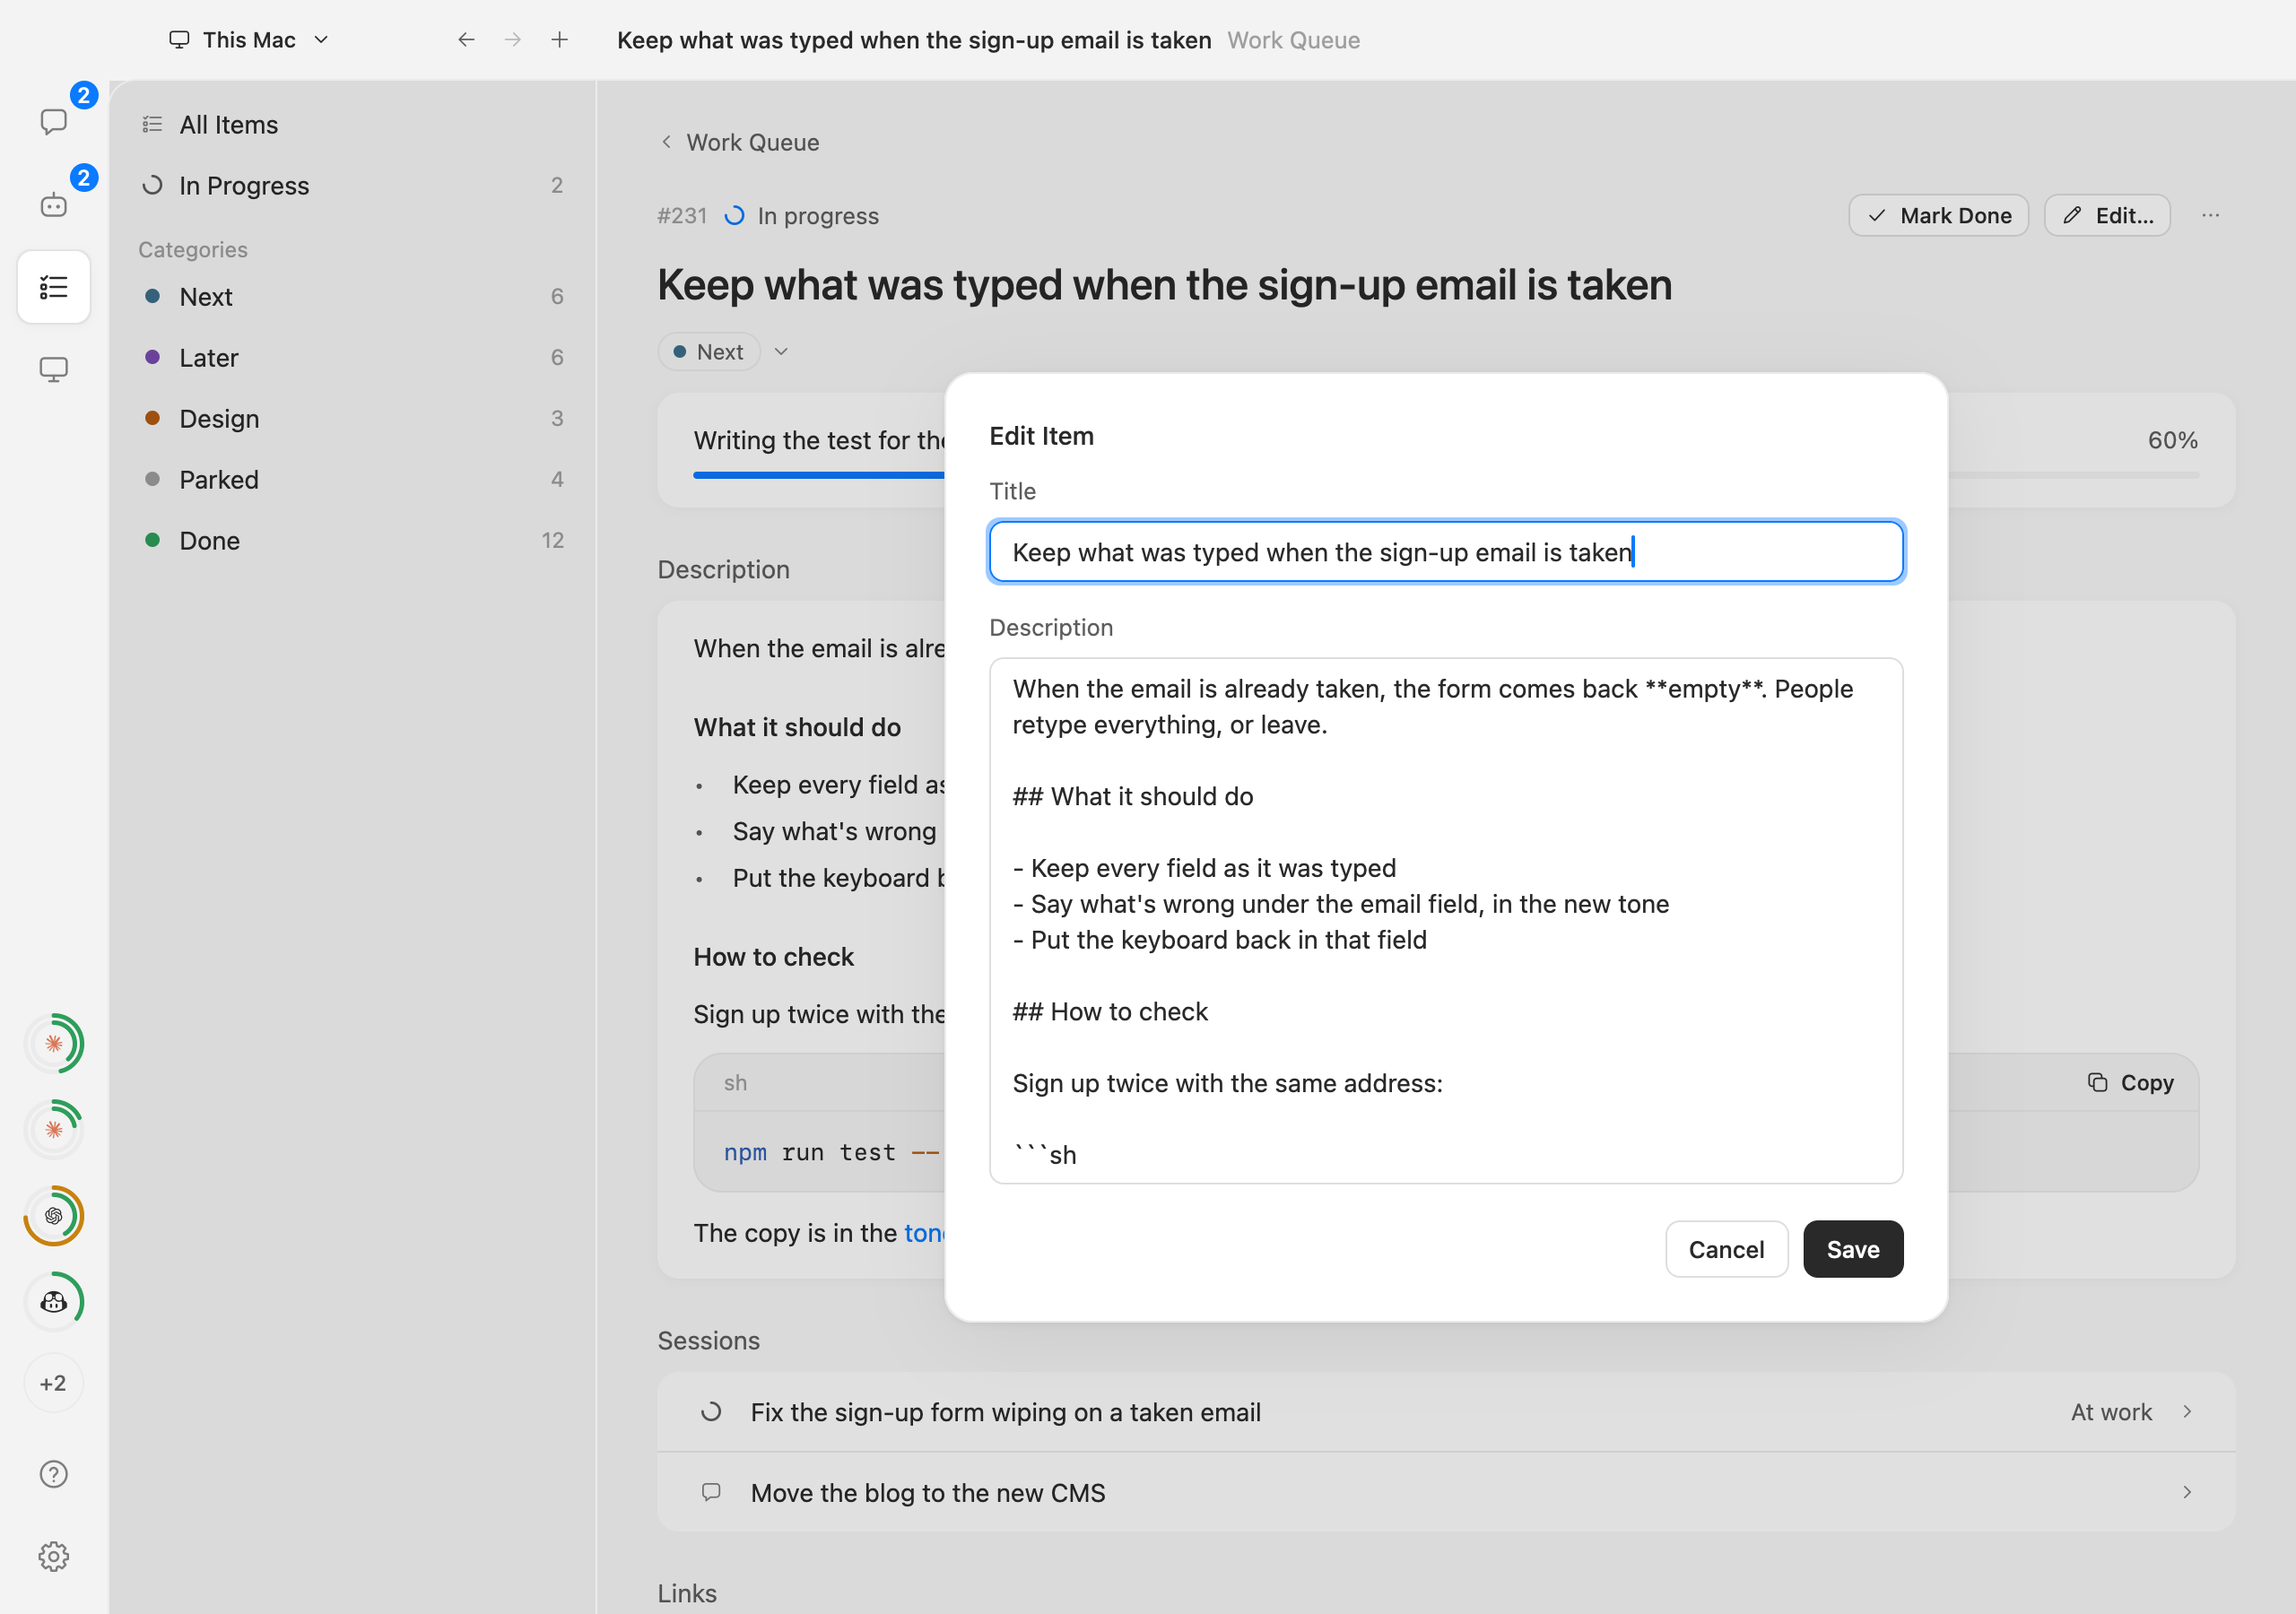 This Mac
Keep what was typed when the sign-up email is taken Work Queue
2
2
All Items
In Progress 2
Categories
Next 6
Later 6
Design 3
Parked 4
Done 12
+2
Work Queue
#231 In progress
Mark Done
Edit...
Keep what was typed when the sign-up email is taken
Next
Writing the test for the
60%
Description
When the email is
What it should do
• Keep every field
• Say what's wrong
• Put the keyboard
How to check
Sign up twice with the
sh
Copy
npm run test --
The copy is in the
Sessions
Fix the sign-up form wiping on a taken email At work
Move the blog to the new CMS
Links
Edit Item
Title
Keep what was typed when the sign-up email is taken
Description
When the email is already taken, the form comes back **empty**. People
retype everything, or leave.
## What it should do
- Keep every field as it was typed
- Say what's wrong under the email field, in the new tone
- Put the keyboard back in that field
## How to check
Sign up twice with the same address:
```sh
Cancel
Save